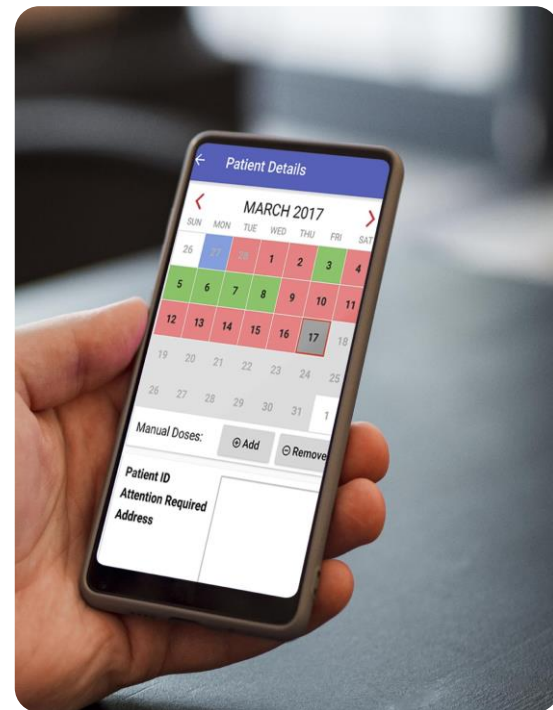 ← Patient Details
< MARCH 2017 >
SUN MON TUE WED THU FRI SAT
26 27 28 1 2 3 4
5 6 7 8 9 10 11
12 13 14 15 16 17 18
19 20 21 22 23 24 25
26 27 28 29 30 31 1
Manual Doses: ⊕ Add ⊖ Remove
Patient ID
Attention Required
Address